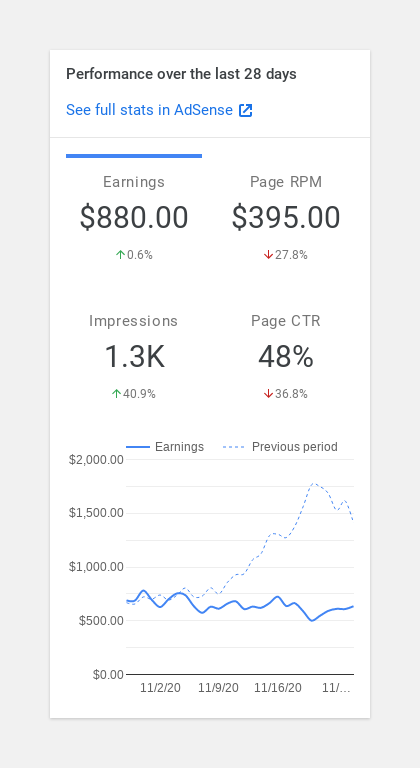 Performance over the last 28 days
See full stats in AdSense
Earnings Page RPM
$880.00 $395.00
0.6% 27.8%
Impressions Page CTR
1.3K 48%
40.9% 36.8%
Earnings Previous period
$2,000.00
$1,500.00
$1,000.00
$500.00
$0.00
11/2/20 11/9/20 11/16/20 11/...